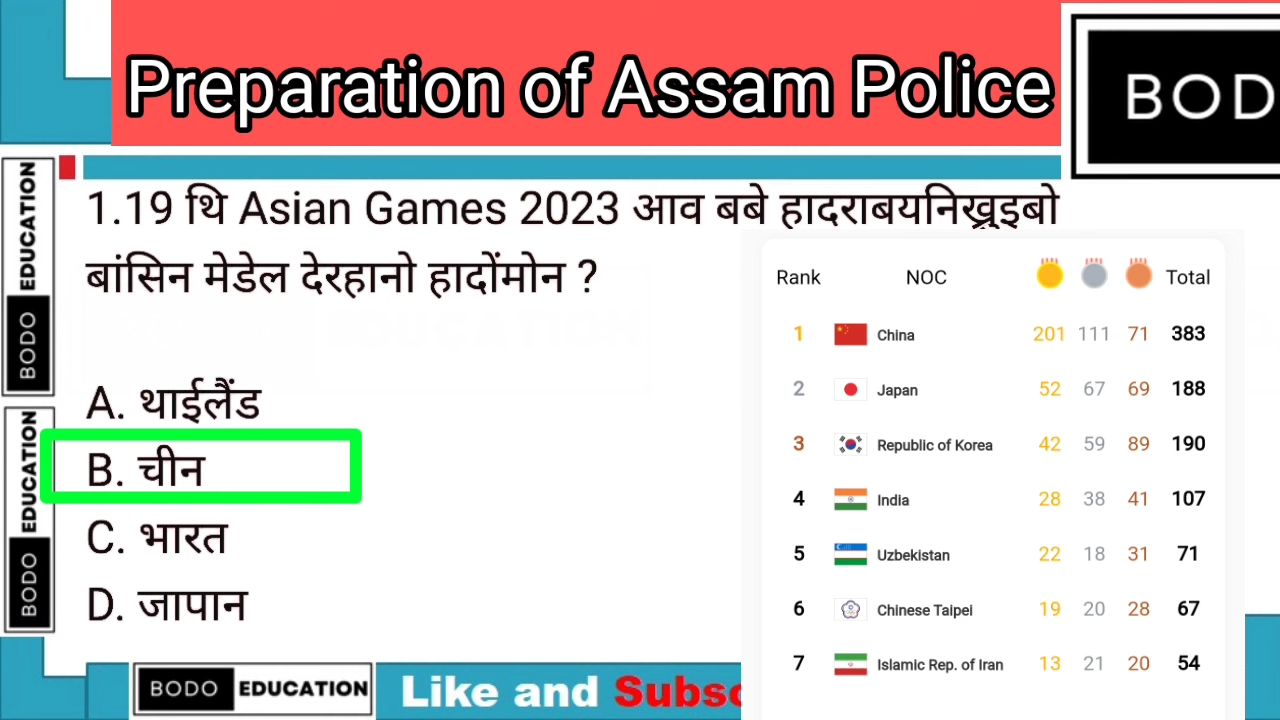 Preparation of Assam Police
BOD
BODO EDUCATION
BODO EDUCATION
1.19 थि Asian Games 2023 आव बबे हादराबयनिख्रुइबो
बांसिन मेडेल देरहानो हादोंमोन ?
A. थाईलैंड
B. चीन
C. भारत
D. जापान
Rank NOC Total
1 China 201 111 71 383
2 Japan 52 67 69 188
3 Republic of Korea 42 59 89 190
4 India 28 38 41 107
5 Uzbekistan 22 18 31 71
6 Chinese Taipei 19 20 28 67
7 Islamic Rep. of Iran 13 21 20 54
BODO EDUCATION
Like and Subsc